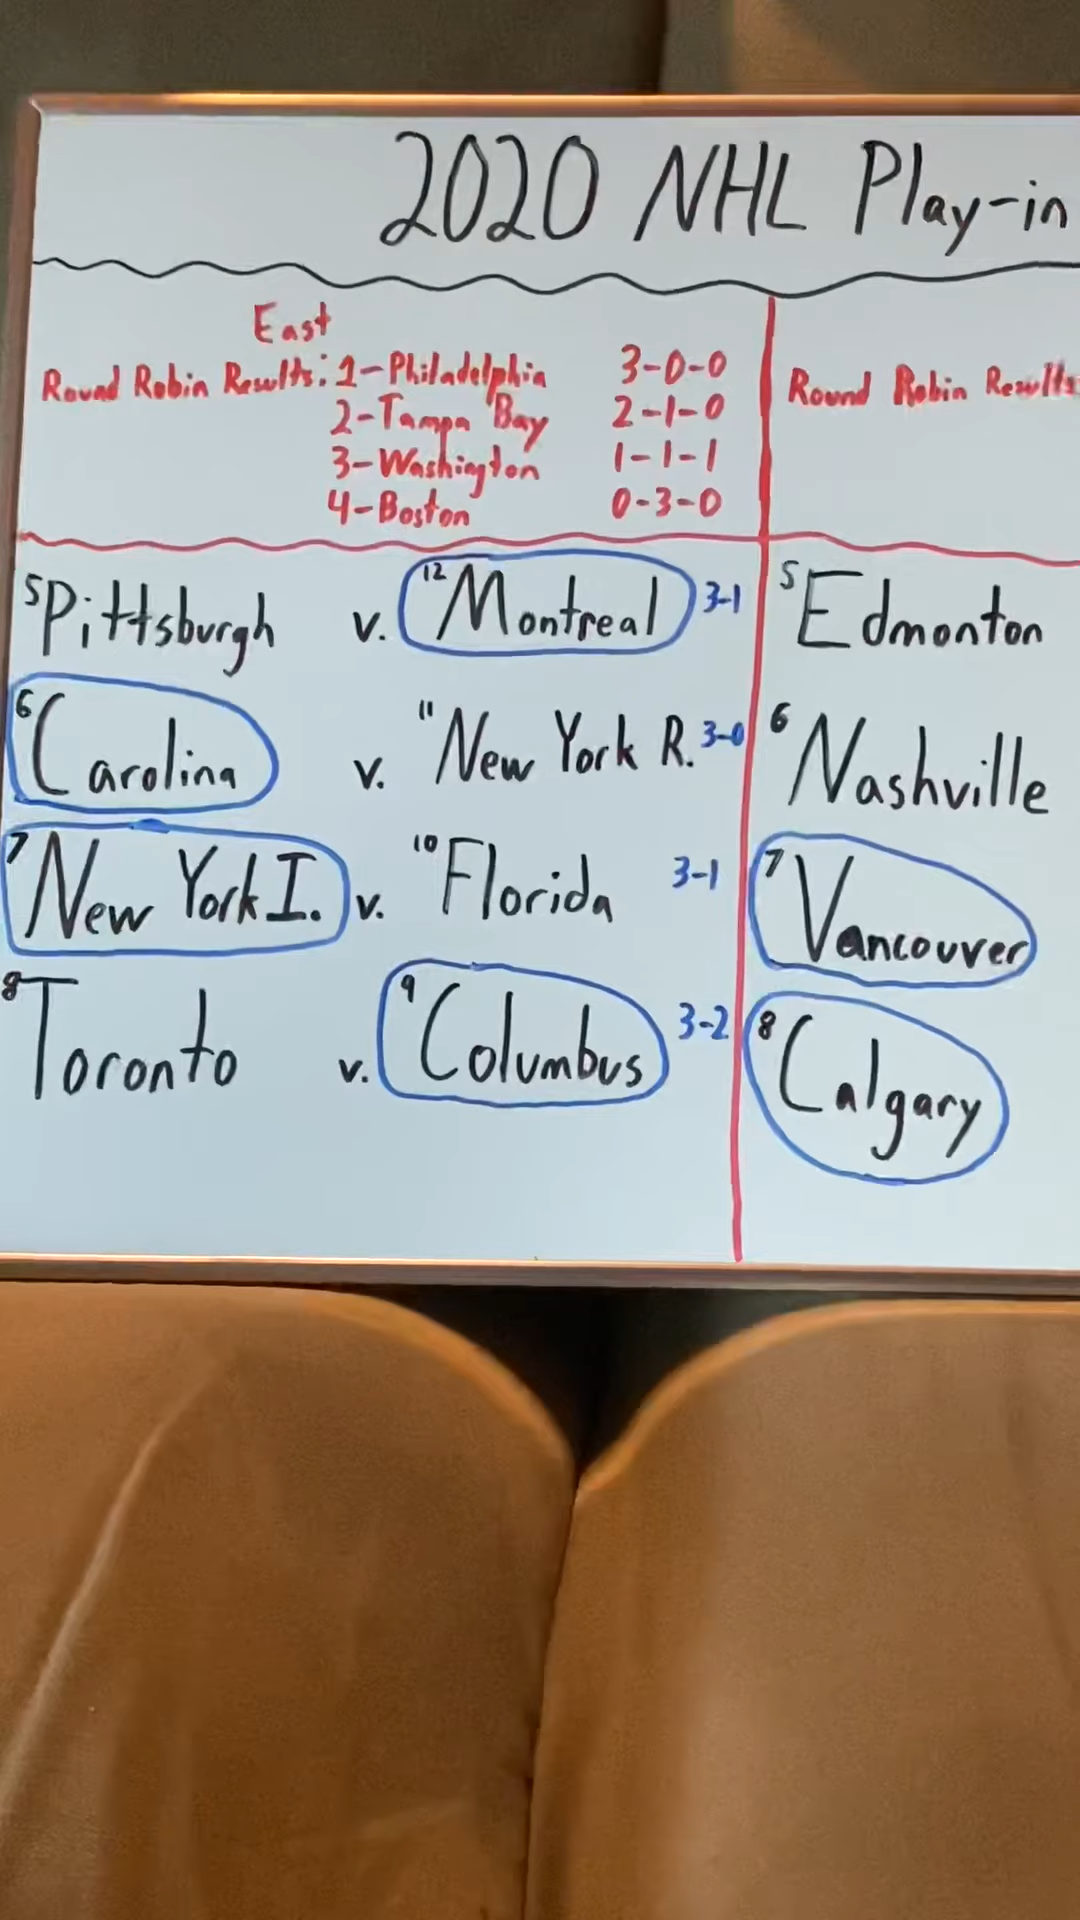 2020 NHL Play-in
East
Round Robin Results: 1-Philadelphia 3-0-0
2-Tampa Bay 2-1-0
3-Washington 1-1-1
4-Boston 0-3-0
5 Pittsburgh v. 12 Montreal 3-1
6 Carolina v. 11 New York R. 3-0
7 New York I. v. 10 Florida 3-1
8 Toronto v. 9 Columbus 3-2
Round Robin Results
5 Edmonton
6 Nashville
7 Vancouver
8 Calgary